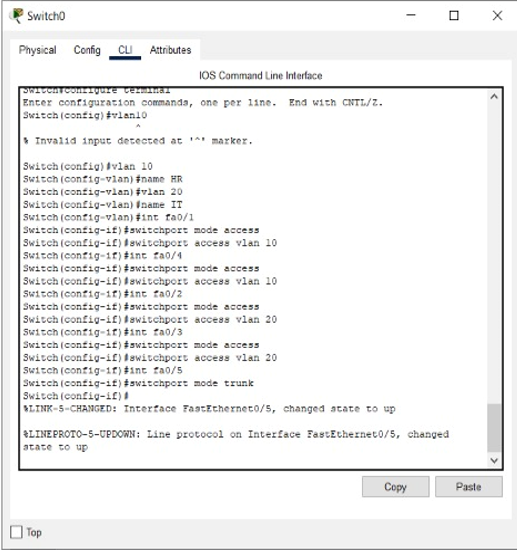 Switch0
Physical Config CLI Attributes
IOS Command Line Interface
Switch#configure terminal
Enter configuration commands, one per line. End with CNTL/Z.
Switch(config)#vlan10
^
% Invalid input detected at '^' marker.
Switch(config)#vlan 10
Switch(config-vlan)#name HR
Switch(config-vlan)#vlan 20
Switch(config-vlan)#name IT
Switch(config-vlan)#int fa0/1
Switch(config-if)#switchport mode access
Switch(config-if)#switchport access vlan 10
Switch(config-if)#int fa0/4
Switch(config-if)#switchport mode access
Switch(config-if)#switchport access vlan 10
Switch(config-if)#int fa0/2
Switch(config-if)#switchport mode access
Switch(config-if)#switchport access vlan 20
Switch(config-if)#int fa0/3
Switch(config-if)#switchport mode access
Switch(config-if)#switchport access vlan 20
Switch(config-if)#int fa0/5
Switch(config-if)#switchport mode trunk
Switch(config-if)#
%LINK-5-CHANGED: Interface FastEthernet0/5, changed state to up
%LINEPROTO-5-UPDOWN: Line protocol on Interface FastEthernet0/5, changed
state to up
Copy Paste
Top